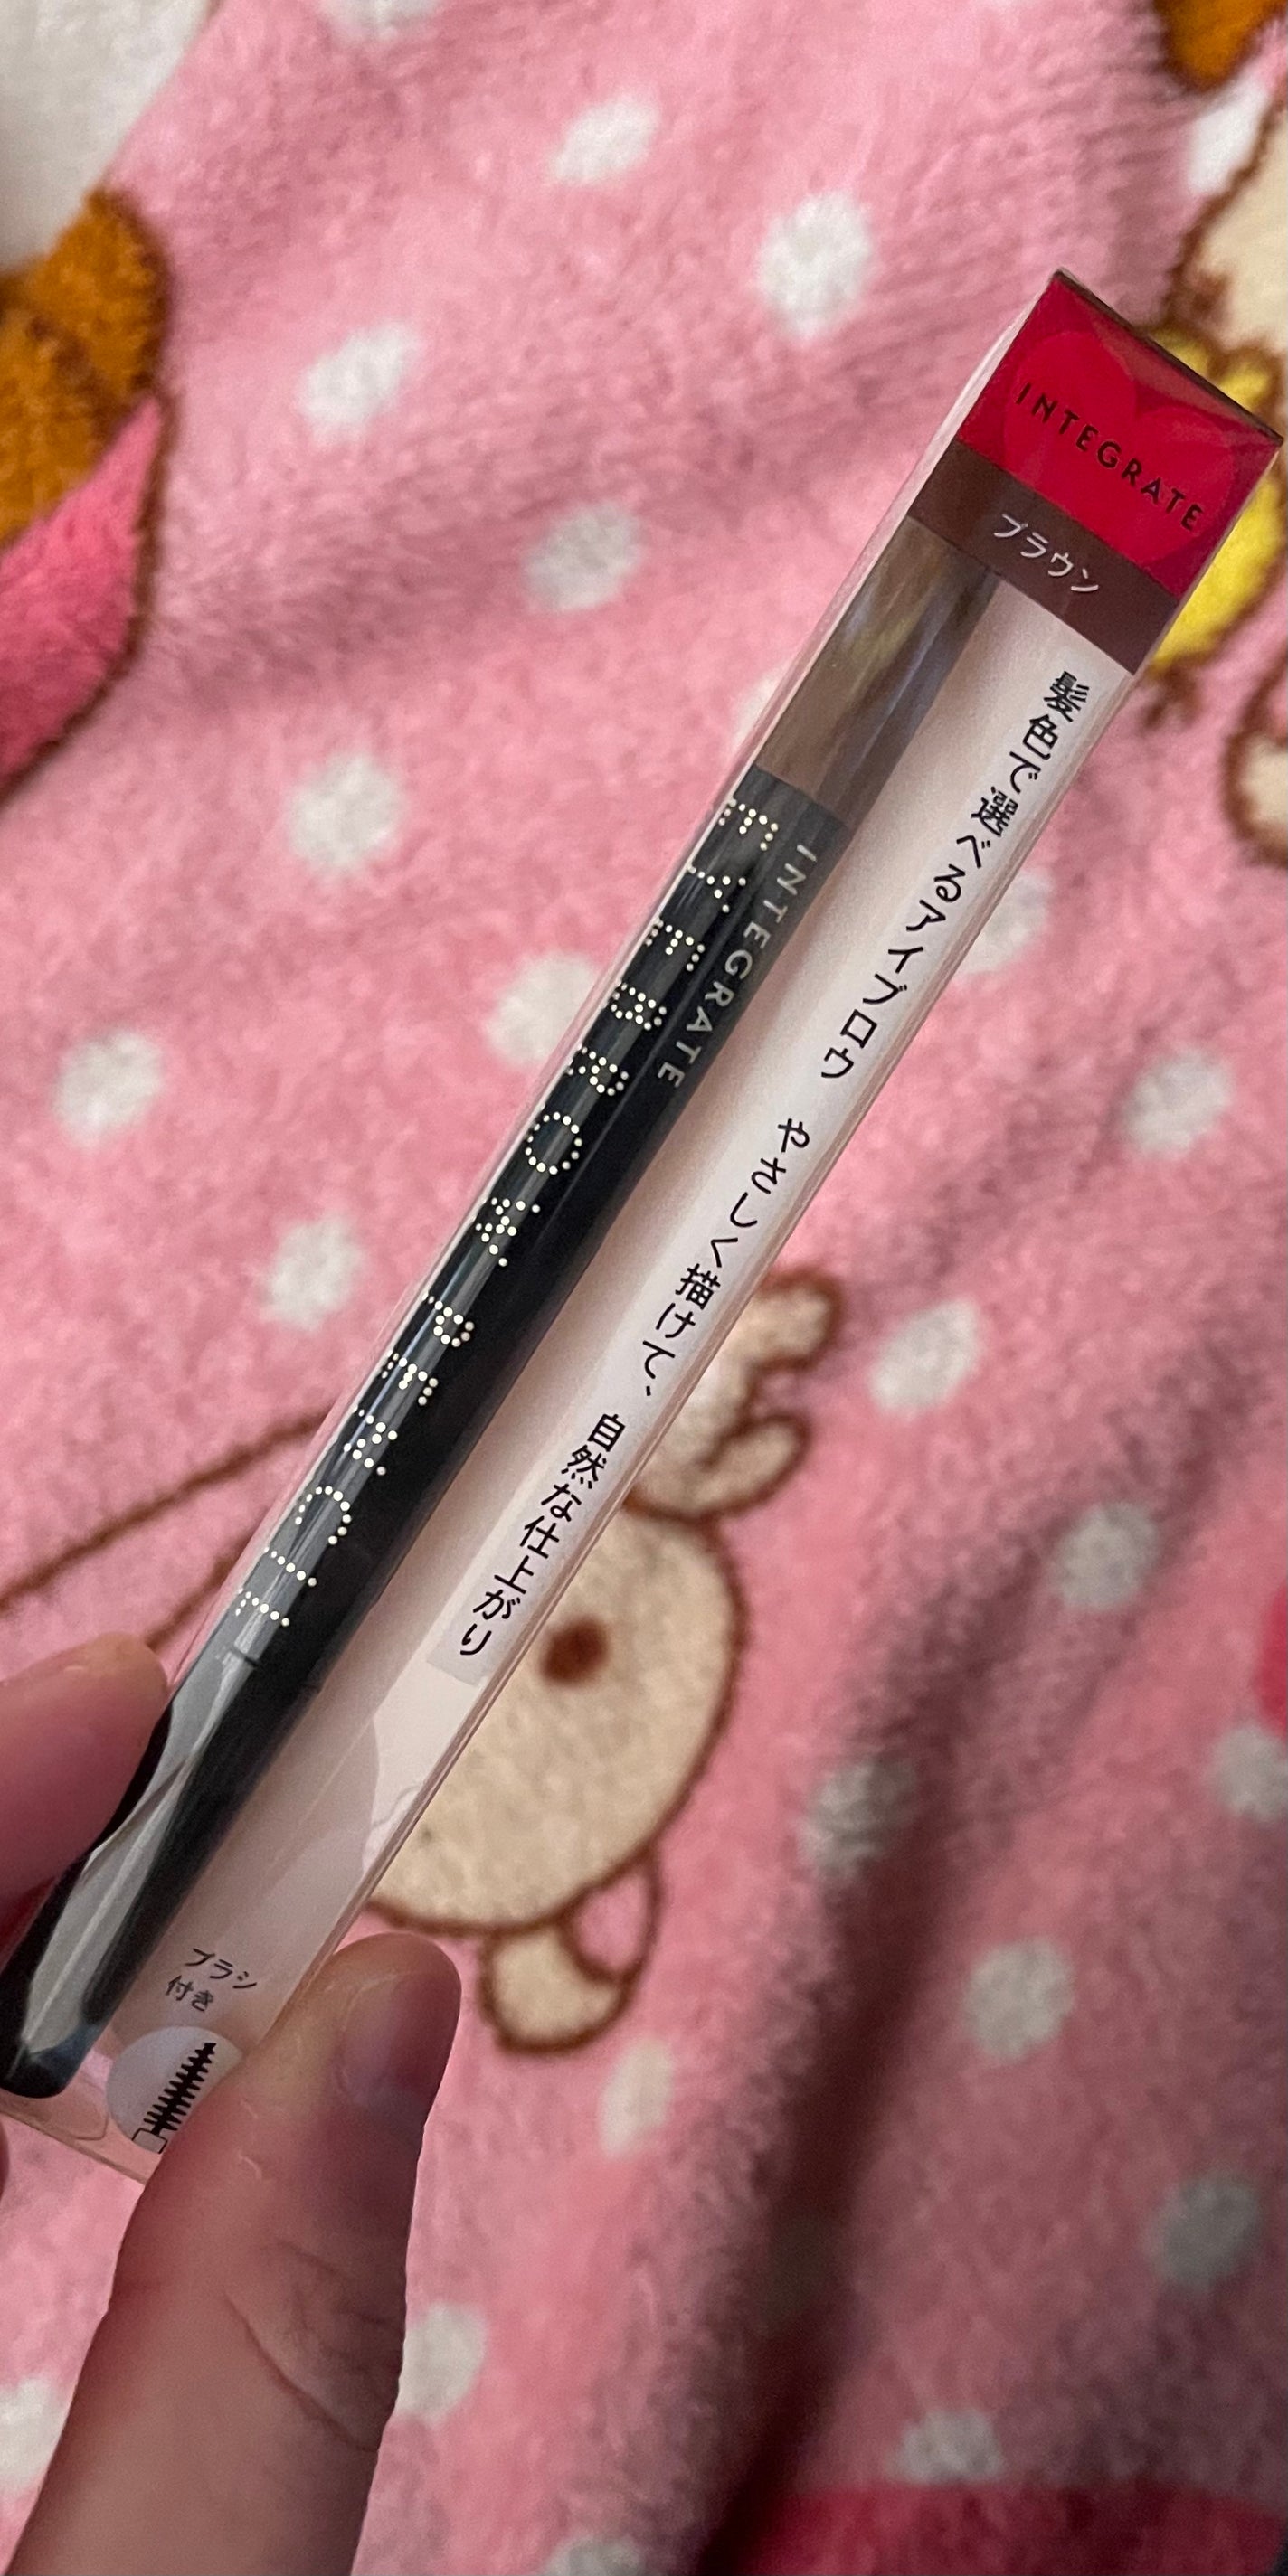 INTEGRATE
ブラウン
髪色で選べるアイブロウ やさしく描けて、自然な仕上がり
INTEGRATE
EYEBROW PENCIL
ブラシ
付き